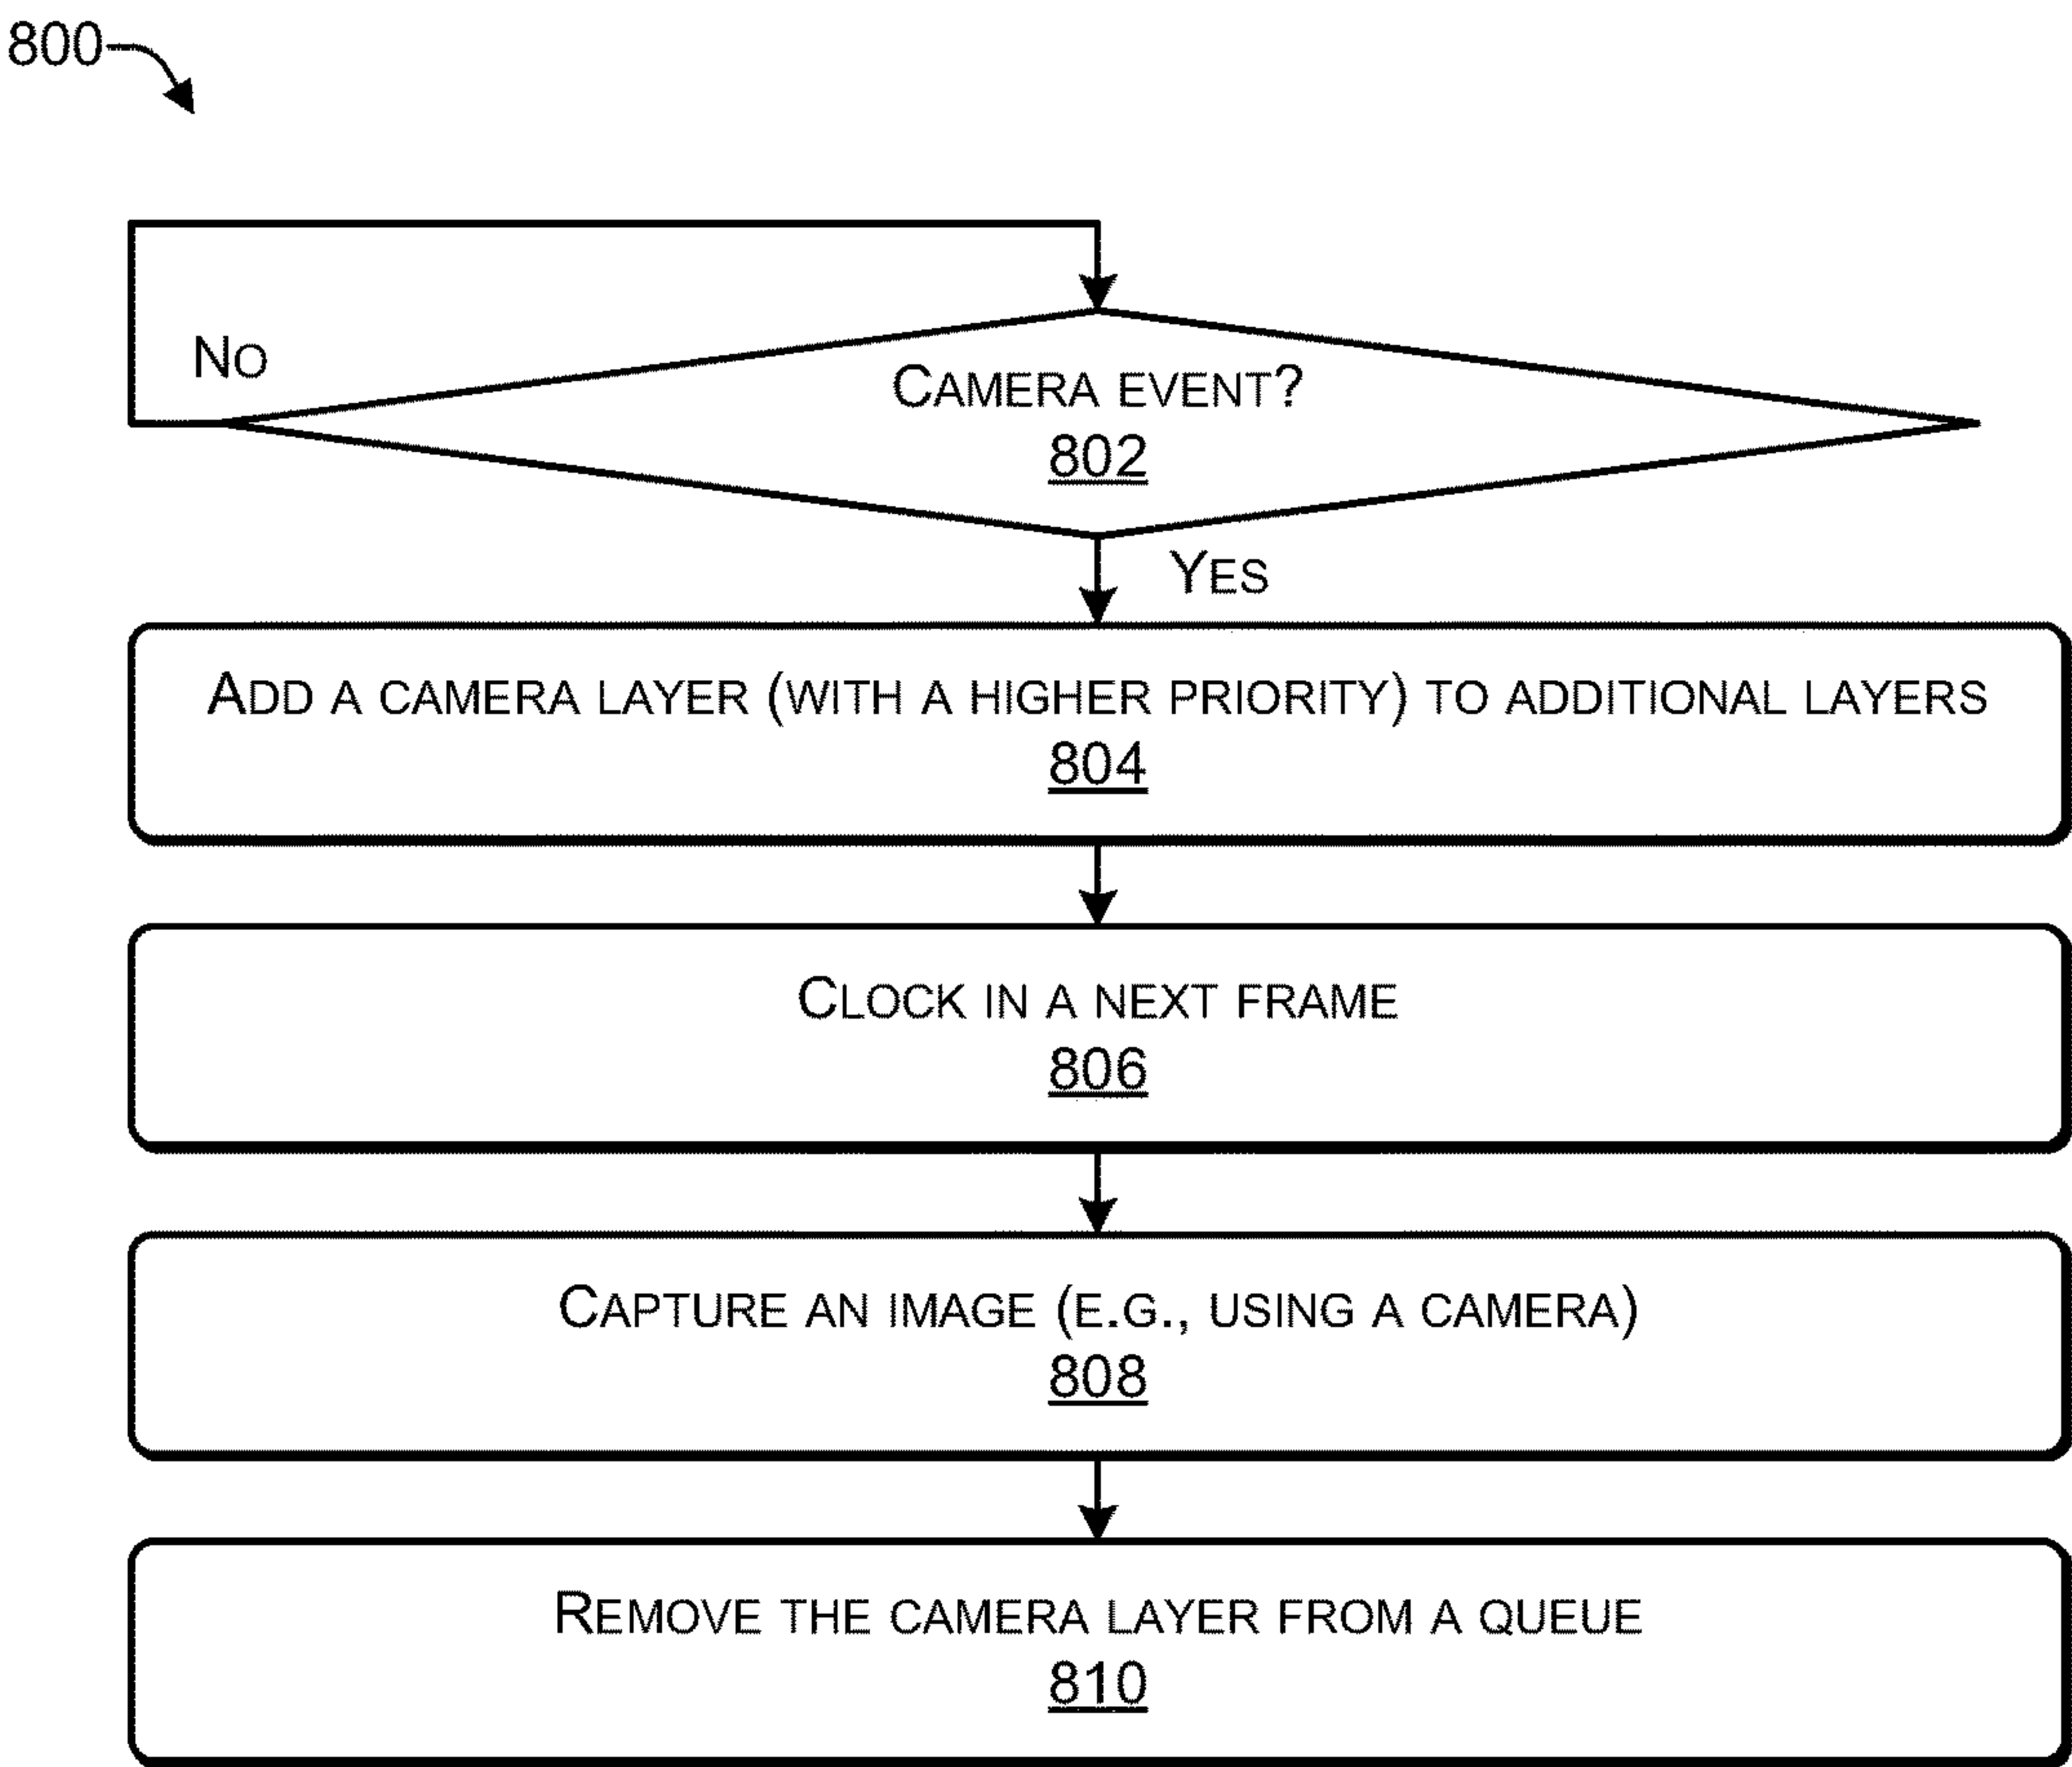 800
No
CAMERA EVENT?
802
YES
ADD A CAMERA LAYER (WITH A HIGHER PRIORITY) TO ADDITIONAL LAYERS
804
CLOCK IN A NEXT FRAME
806
CAPTURE AN IMAGE (E.G., USING A CAMERA)
808
REMOVE THE CAMERA LAYER FROM A QUEUE
810